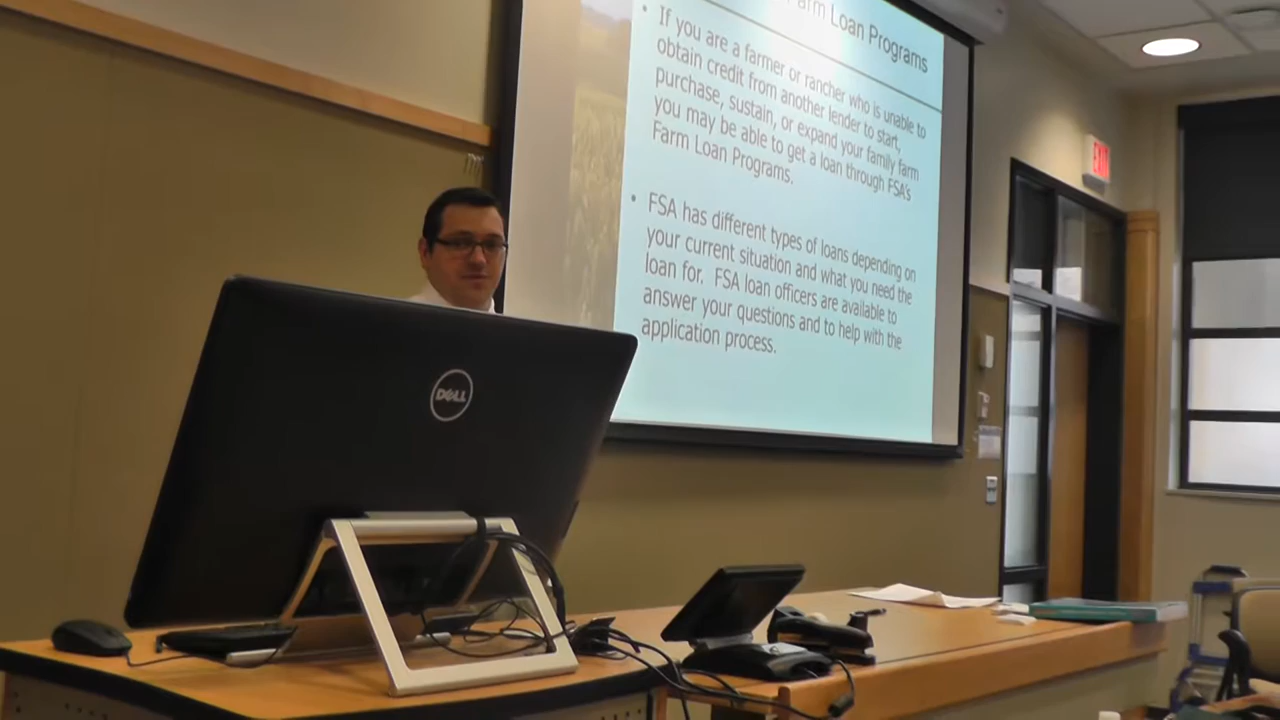 Farm Loan Programs
• If you are a farmer or rancher who is unable to
obtain credit from another lender to start,
purchase, sustain, or expand your family farm
you may be able to get a loan through FSA's
Farm Loan Programs.
• FSA has different types of loans depending on
your current situation and what you need the
loan for. FSA loan officers are available to
answer your questions and to help with the
application process.
EXIT
DELL